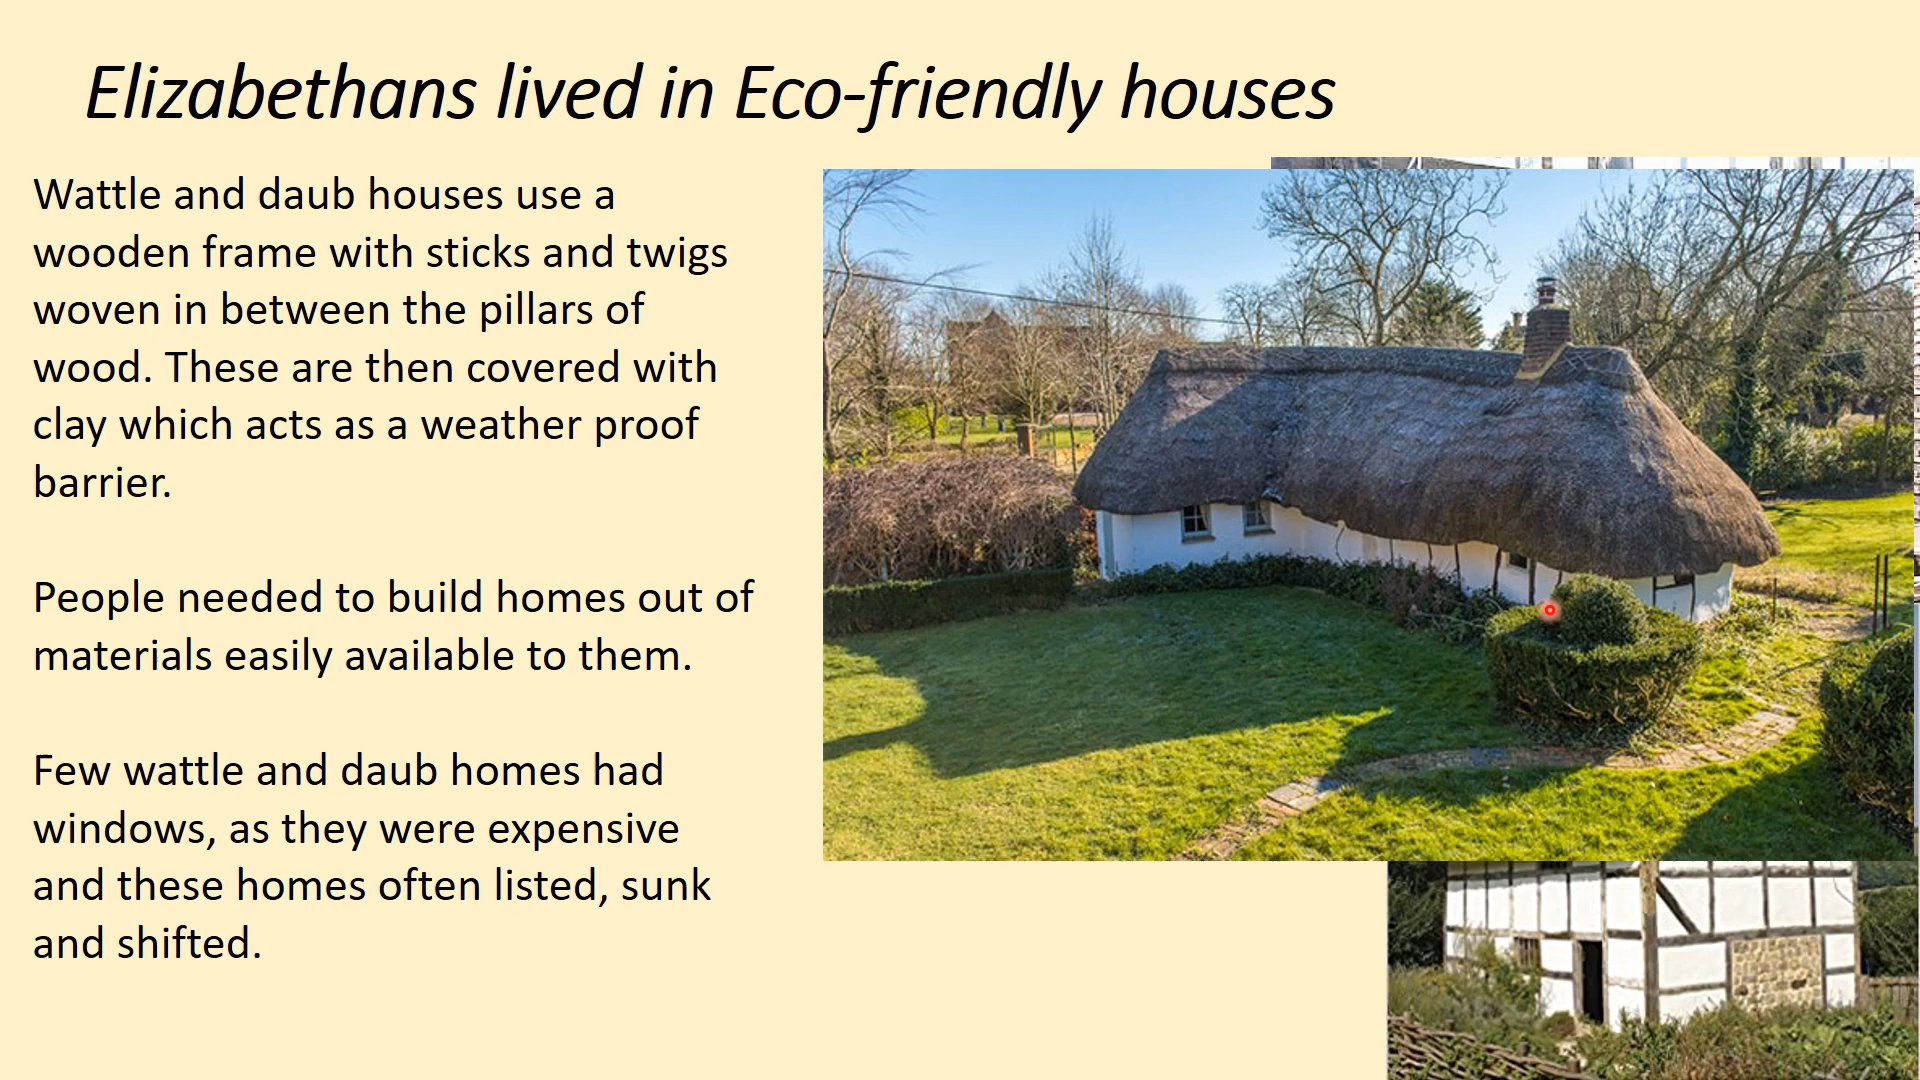 Elizabethans lived in Eco-friendly houses
Wattle and daub houses use a
wooden frame with sticks and twigs
woven in between the pillars of
wood. These are then covered with
clay which acts as a weather proof
barrier.
People needed to build homes out of
materials easily available to them.
Few wattle and daub homes had
windows, as they were expensive
and these homes often listed, sunk
and shifted.